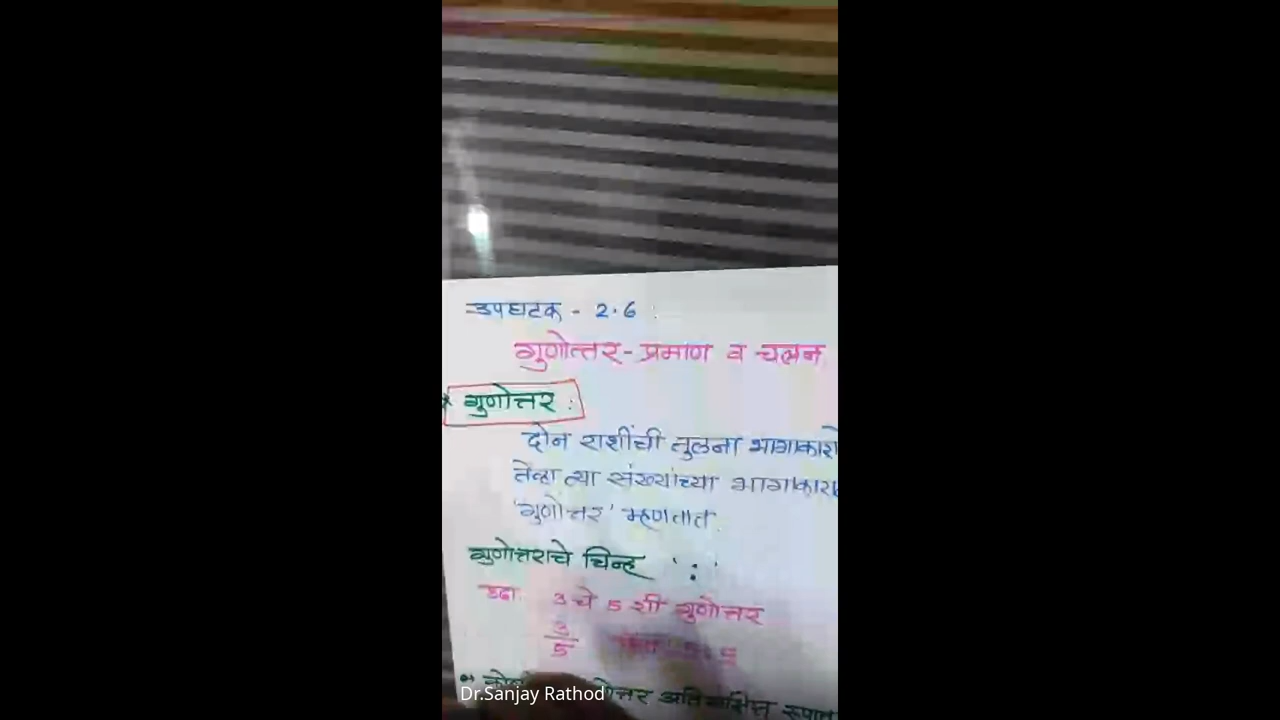 उपघटक - 2.6 :
गुणोत्तर - प्रमाण व चलन
* गुणोत्तर :
दोन राशींची तुलना भागाकारा
तेव्हा त्या संख्यांच्या भागाकारा
'गुणोत्तर' म्हणतात.
गुणोत्तराचे चिन्ह ' : '
उदा. 3 चे 5 शी गुणोत्तर
3
5
अतिसंक्षिप्त रूपात
Dr.Sanjay Rathod